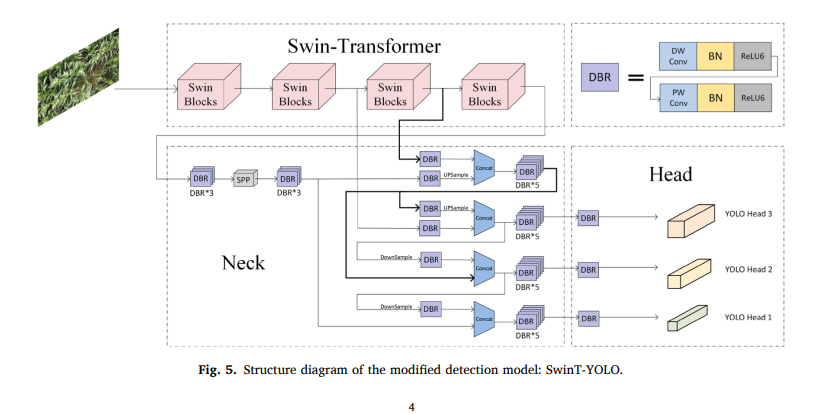 Swin-Transformer
Swin
Blocks
Swin
Blocks
Swin
Blocks
Swin
Blocks
DBR
=
DW
Conv
BN
ReLU6
PW
Conv
BN
ReLU6
Neck
DBR
DBR*3
SPP
DBR
DBR*3
DBR
DBR
UPSample
Concat
DBR
DBR*5
DBR
UPSample
DBR
Concat
DBR
DBR*5
DownSample
DBR
Concat
DBR
DBR*5
DownSample
DBR
Concat
DBR
DBR*5
Head
DBR
YOLO Head 3
DBR
YOLO Head 2
DBR
YOLO Head 1
Fig. 5. Structure diagram of the modified detection model: SwinT-YOLO.
4